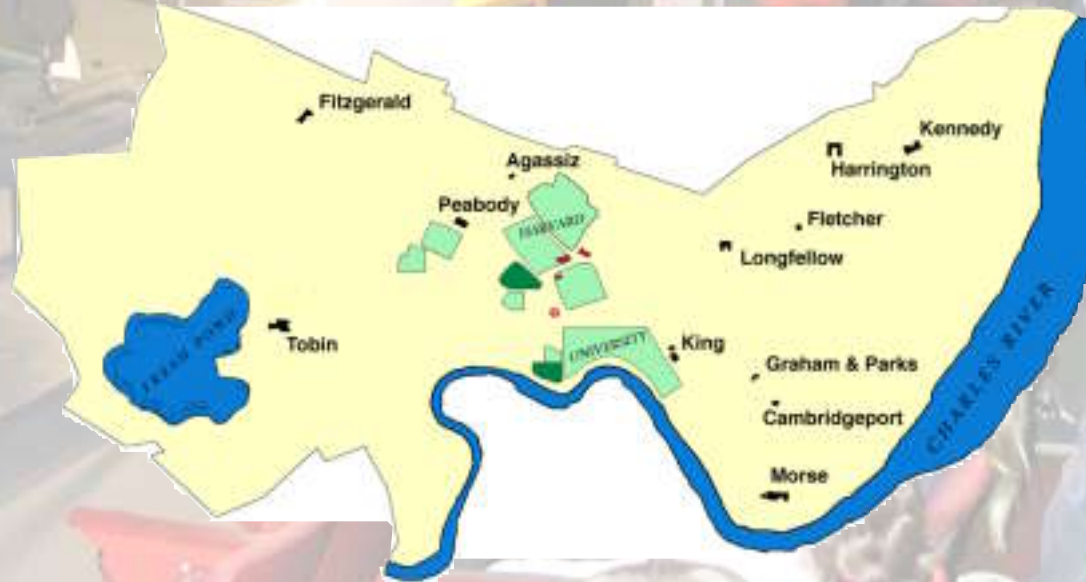 Fitzgerald
Kennedy
Agassiz
Harrington
Peabody
HARVARD
Fletcher
Longfellow
FRESH POND
Tobin
UNIVERSITY
King
CHARLES RIVER
Graham & Parks
Cambridgeport
Morse